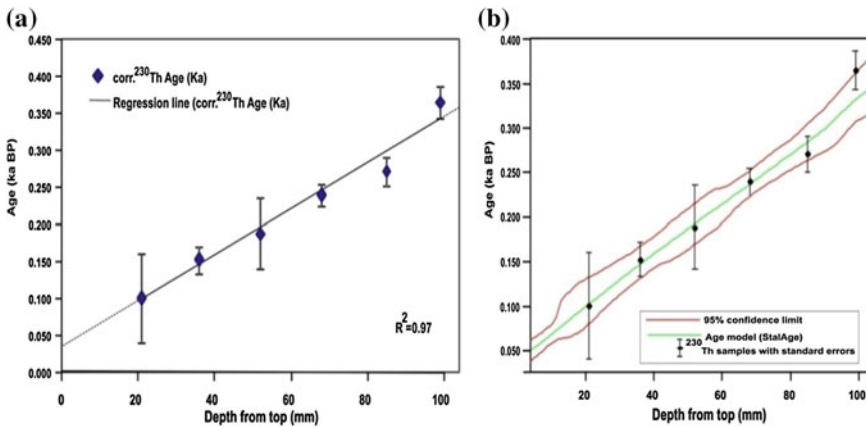 (a)
0.450
0.400
0.350
0.300
0.250
0.200
0.150
0.100
0.050
0.000
Age (ka BP)
corr.²³⁰Th Age (Ka)
Regression line (corr.²³⁰Th Age (Ka)
R²=0.97
0 20 40 60 80 100
Depth from top (mm)
(b)
0.400
0.350
0.300
0.250
0.200
0.150
0.100
0.050
Age (ka BP)
95% confidence limit
Age model (StalAge)
²³⁰Th samples with standard errors
20 40 60 80 100
Depth from top (mm)